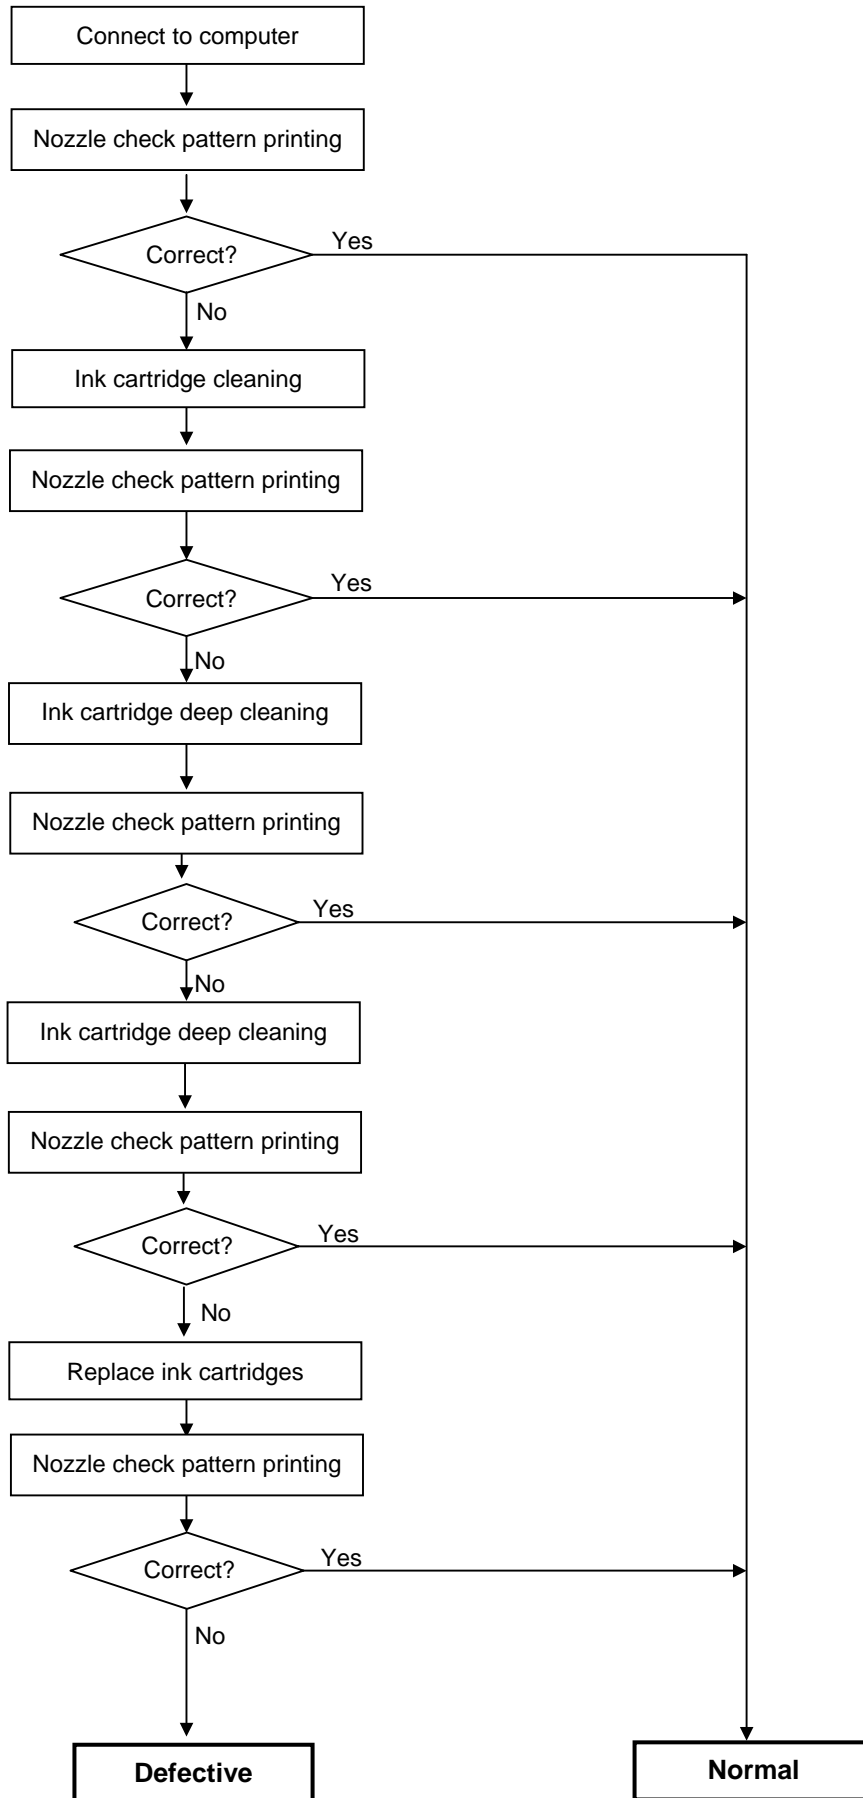 Connect to computer
Nozzle check pattern printing
Correct?
Yes
No
Ink cartridge cleaning
Nozzle check pattern printing
Correct?
Yes
No
Ink cartridge deep cleaning
Nozzle check pattern printing
Correct?
Yes
No
Ink cartridge deep cleaning
Nozzle check pattern printing
Correct?
Yes
No
Replace ink cartridges
Nozzle check pattern printing
Correct?
Yes
No
Defective
Normal